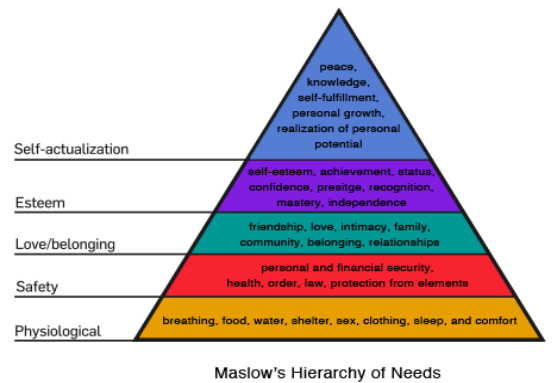 peace,
knowledge,
self-fulfillment,
personal growth,
realization of personal
potential
Self-actualization
self-esteem, achievement, status,
confidence, presitge, recognition,
mastery, independence
Esteem
friendship, love, intimacy, family,
community, belonging, relationships
Love/belonging
personal and financial security,
health, order, law, protection from elements
Safety
breathing, food, water, shelter, sex, clothing, sleep, and comfort
Physiological
Maslow's Hierarchy of Needs